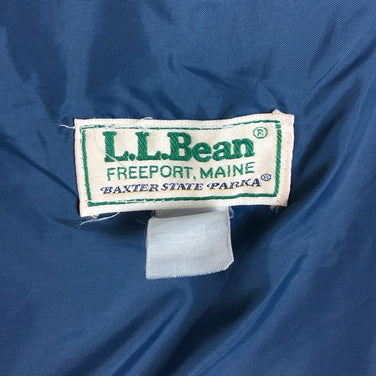 L.L.Bean®
FREEPORT, MAINE
BAXTER STATE PARKA®